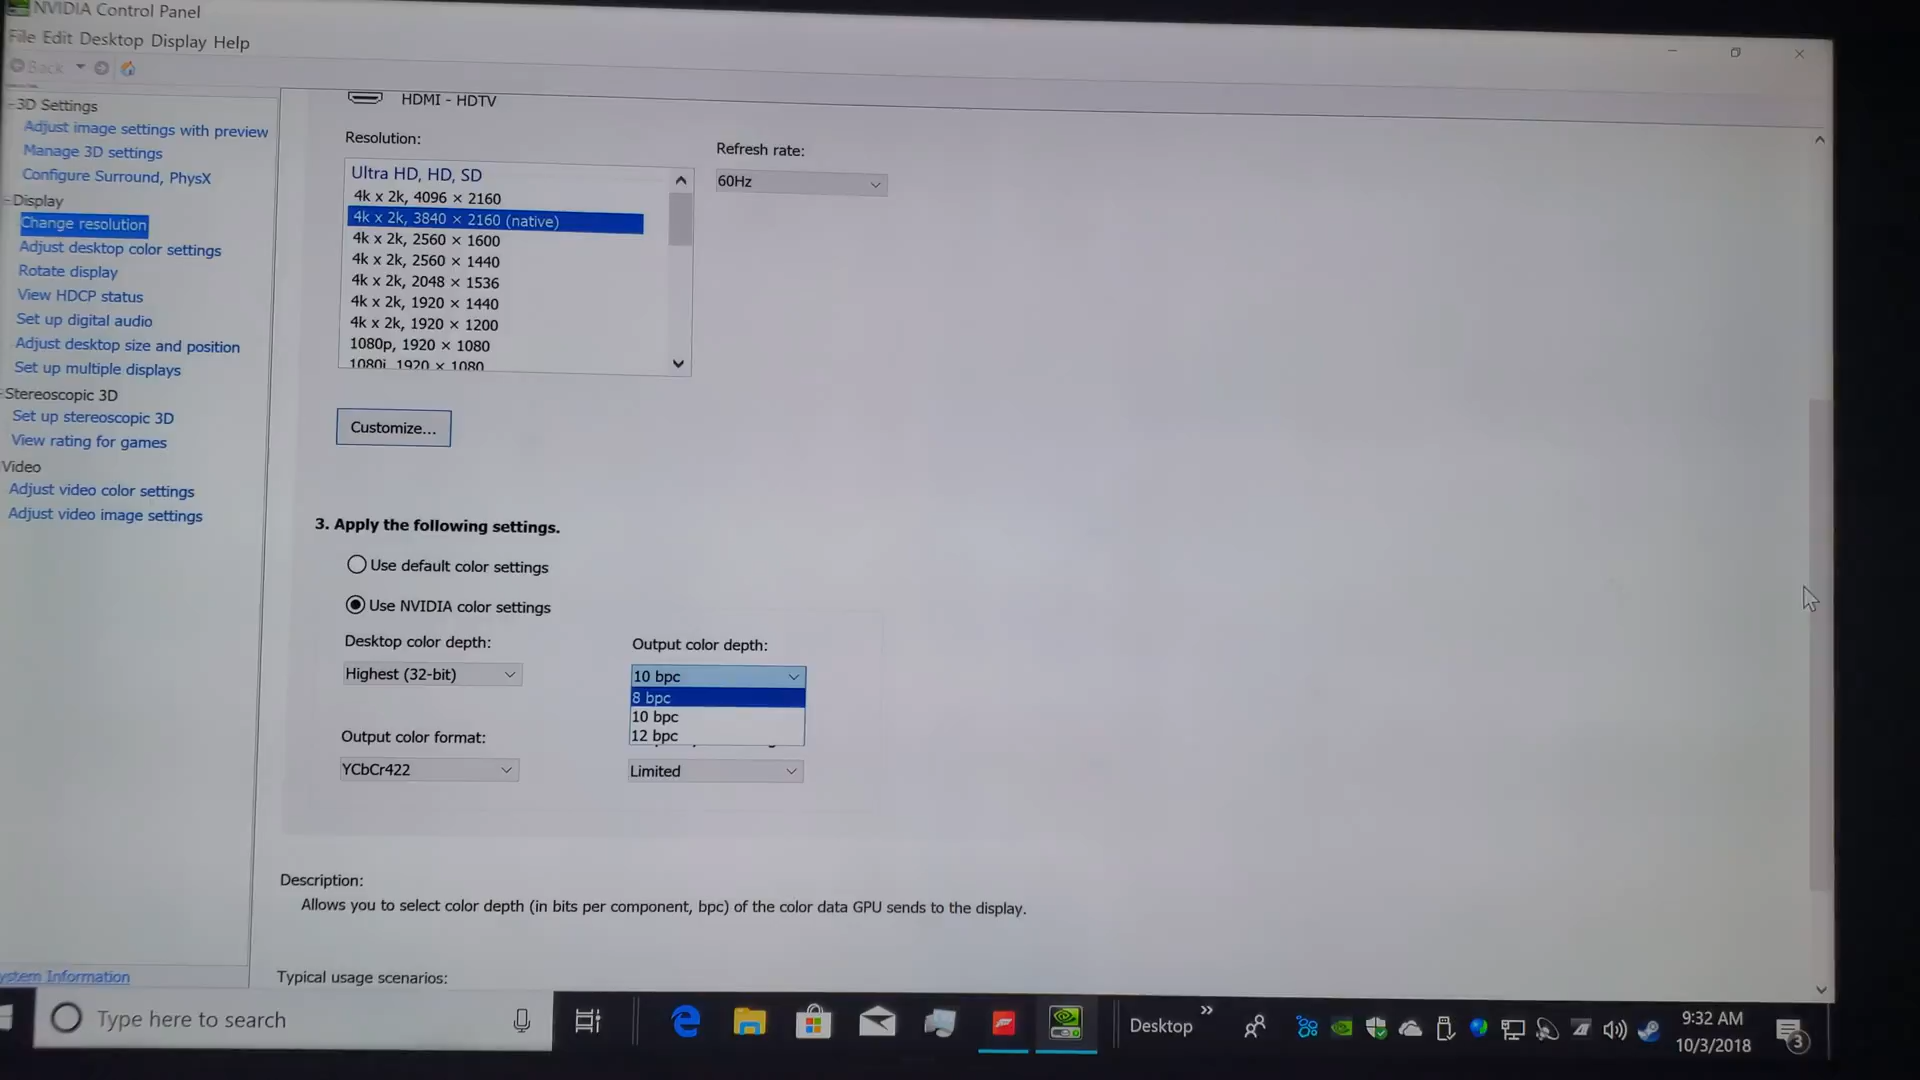 NVIDIA Control Panel
File Edit Desktop Display Help
Back
3D Settings
Adjust image settings with preview
Manage 3D settings
Configure Surround, PhysX
Display
Change resolution
Adjust desktop color settings
Rotate display
View HDCP status
Set up digital audio
Adjust desktop size and position
Set up multiple displays
Stereoscopic 3D
Set up stereoscopic 3D
View rating for games
Video
Adjust video color settings
Adjust video image settings
ystem Information
HDMI - HDTV
Resolution:
Ultra HD, HD, SD
4k x 2k, 4096 × 2160
4k x 2k, 3840 × 2160 (native)
4k x 2k, 2560 × 1600
4k x 2k, 2560 × 1440
4k x 2k, 2048 × 1536
4k x 2k, 1920 × 1440
4k x 2k, 1920 × 1200
1080p, 1920 × 1080
1080i, 1920 × 1080
Refresh rate:
60Hz
Customize...
3. Apply the following settings.
Use default color settings
Use NVIDIA color settings
Desktop color depth:
Highest (32-bit)
Output color depth:
10 bpc
8 bpc
10 bpc
12 bpc
Output color format:
YCbCr422
Limited
Description:
Allows you to select color depth (in bits per component, bpc) of the color data GPU sends to the display.
Typical usage scenarios:
Type here to search
Desktop
9:32 AM
10/3/2018
3